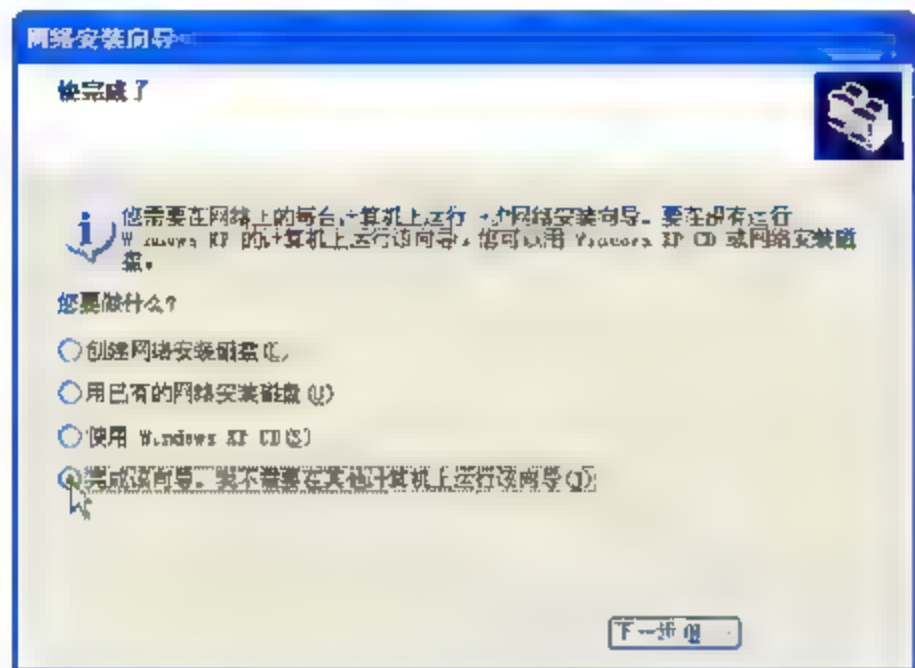 网络安装向导
快完成了
您需要在网络上的每台计算机上运行一次网络安装向导。要在没有运行
Windows XP 的计算机上运行该向导，您可以用 Windows XP CD 或网络安装磁
盘。
您要做什么?
创建网络安装磁盘(C)
用已有的网络安装磁盘(U)
使用 Windows XP CD(S)
完成该向导。我不需要在其他计算机上运行该向导(J)
下一步(N)